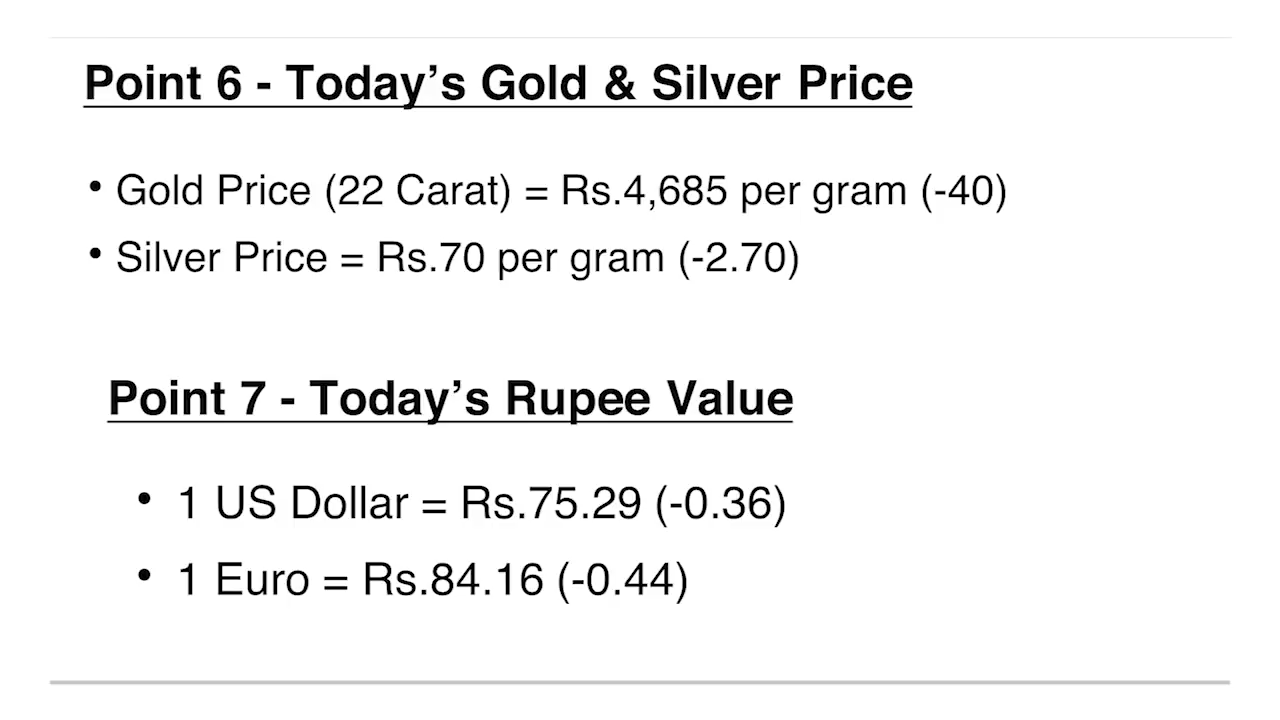 Point 6 - Today’s Gold & Silver Price
• Gold Price (22 Carat) = Rs.4,685 per gram (-40)
• Silver Price = Rs.70 per gram (-2.70)
Point 7 - Today’s Rupee Value
• 1 US Dollar = Rs.75.29 (-0.36)
• 1 Euro = Rs.84.16 (-0.44)